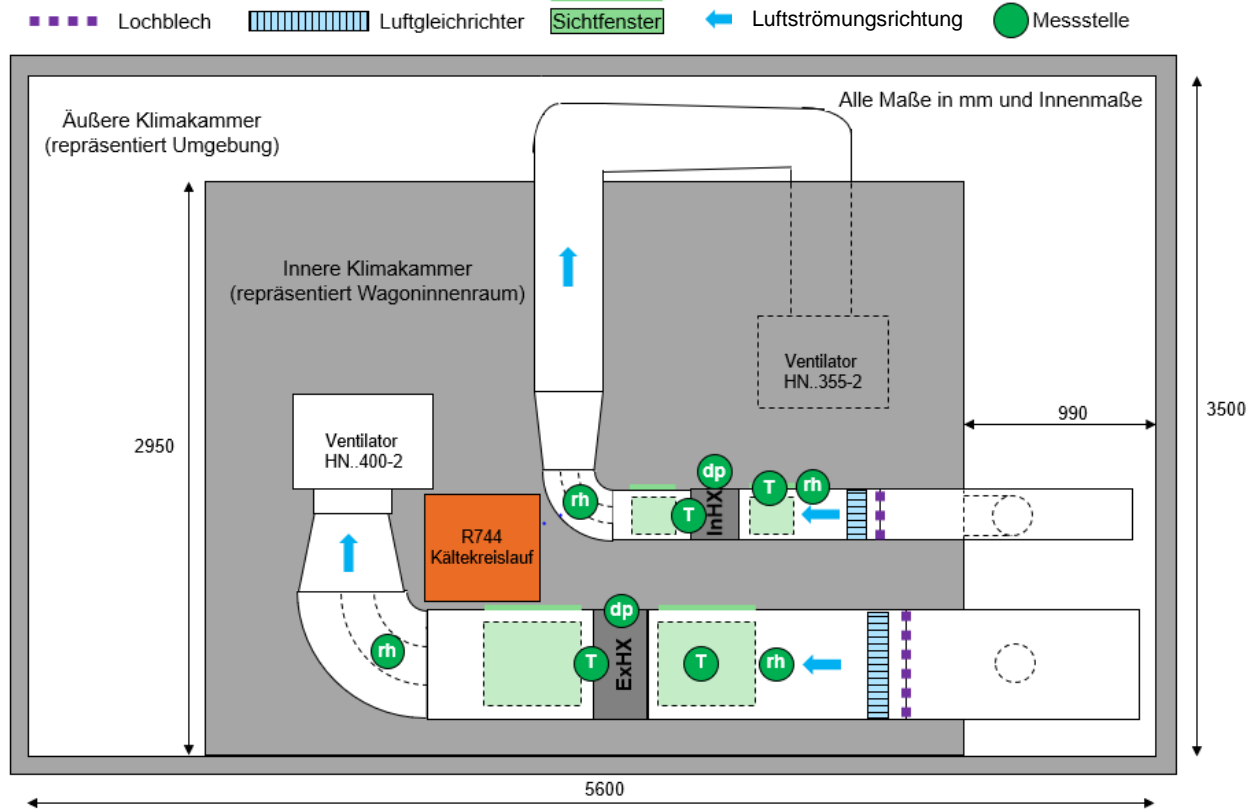 Lochblech
Luftgleichrichter
Sichtfenster
Luftströmungsrichtung
Messstelle
Äußere Klimakammer
(repräsentiert Umgebung)
Alle Maße in mm und Innenmaße
Innere Klimakammer
(repräsentiert Wagoninnenraum)
Ventilator
HN..355-2
990
3500
2950
Ventilator
HN..400-2
dp
T
rh
rh
T
InHX
R744
Kältekreislauf
dp
rh
T
ExHX
T
rh
5600